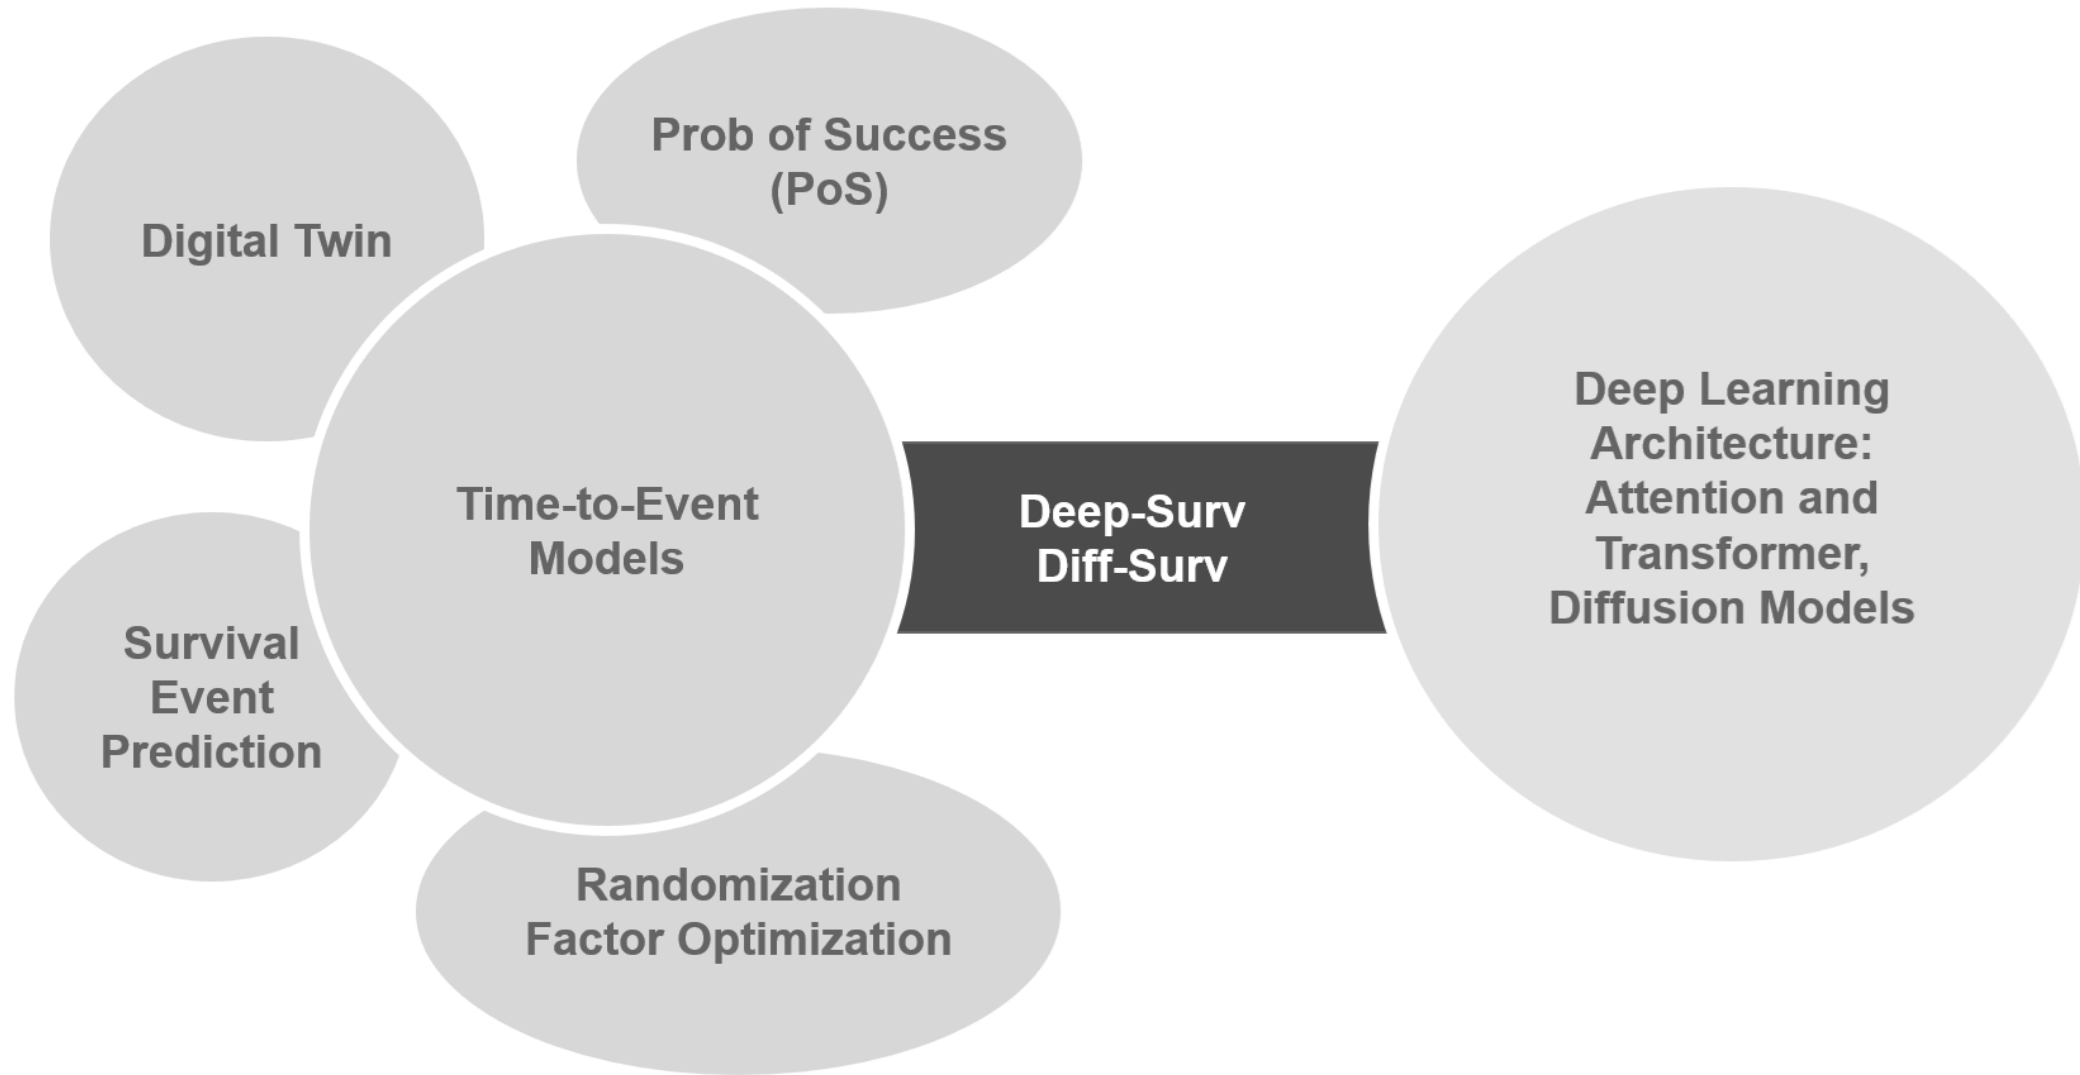 Prob of Success
(PoS)
Digital Twin
Time-to-Event
Models
Deep-Surv
Diff-Surv
Deep Learning
Architecture:
Attention and
Transformer,
Diffusion Models
Survival
Event
Prediction
Randomization
Factor Optimization